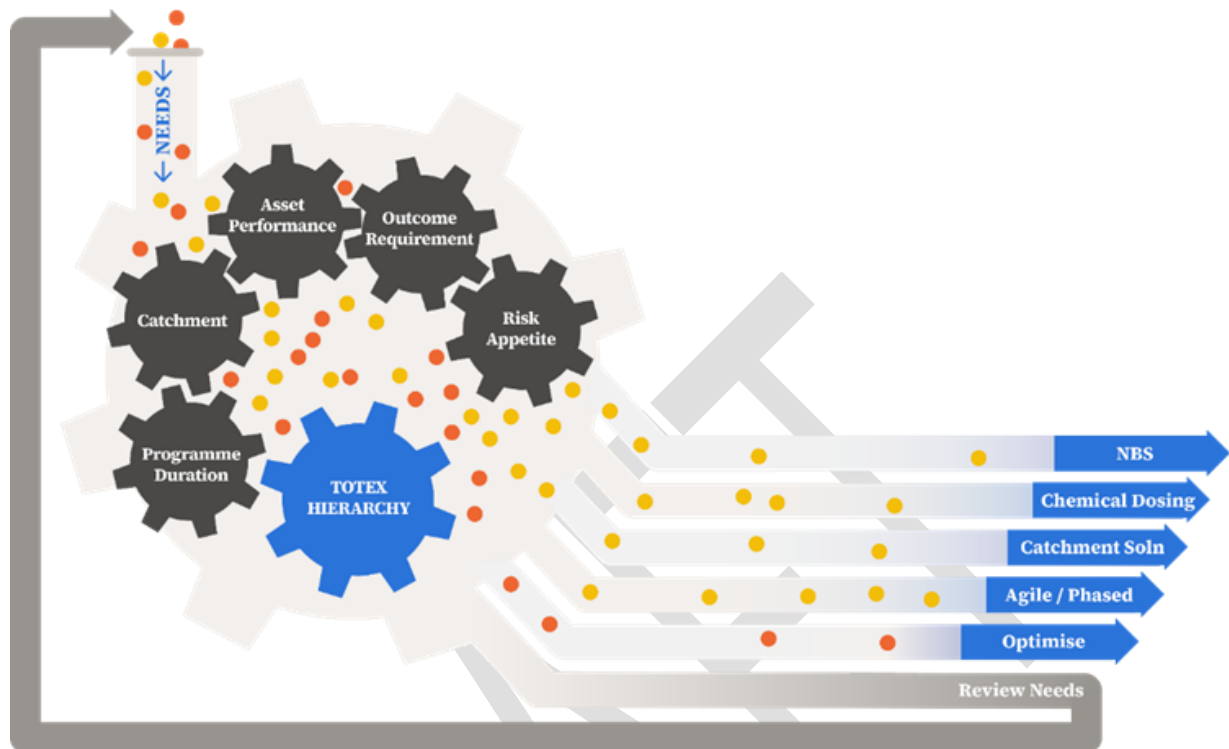 NEEDS
Asset
Performance
Outcome
Requirement
Catchment
Risk
Appetite
Programme
Duration
TOTEX
HIERARCHY
NBS
Chemical Dosing
Catchment Soln
Agile / Phased
Optimise
Review Needs